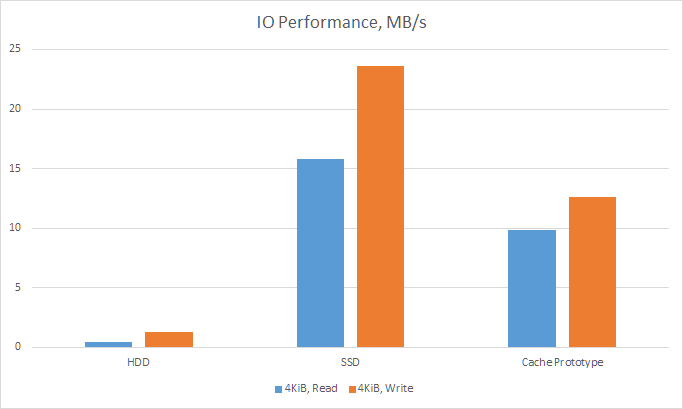 IO Performance, MB/s
25
20
15
10
5
0
HDD SSD Cache Prototype
4KiB, Read 4KiB, Write